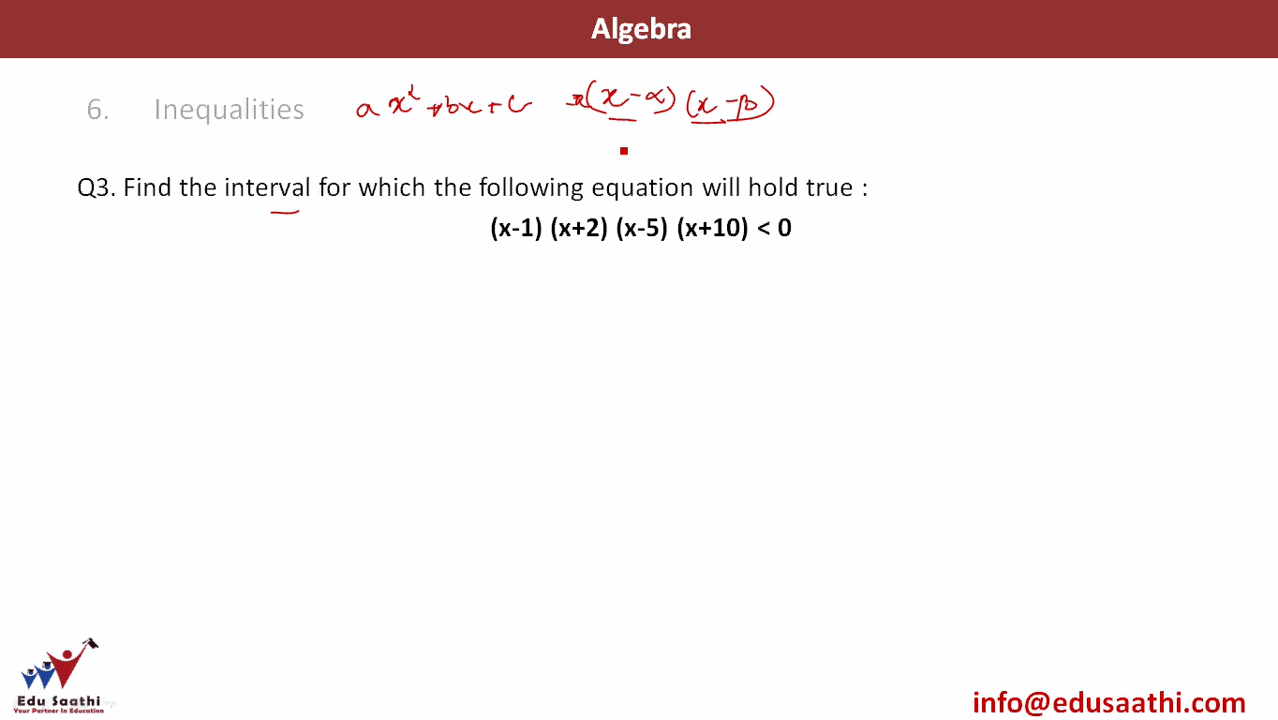 Algebra
6. Inequalities ax² + bx + c (x - α) (x - β)
Q3. Find the interval for which the following equation will hold true :
(x-1) (x+2) (x-5) (x+10) < 0
Edu Saathi
Your Partner in Education
info@edusaathi.com